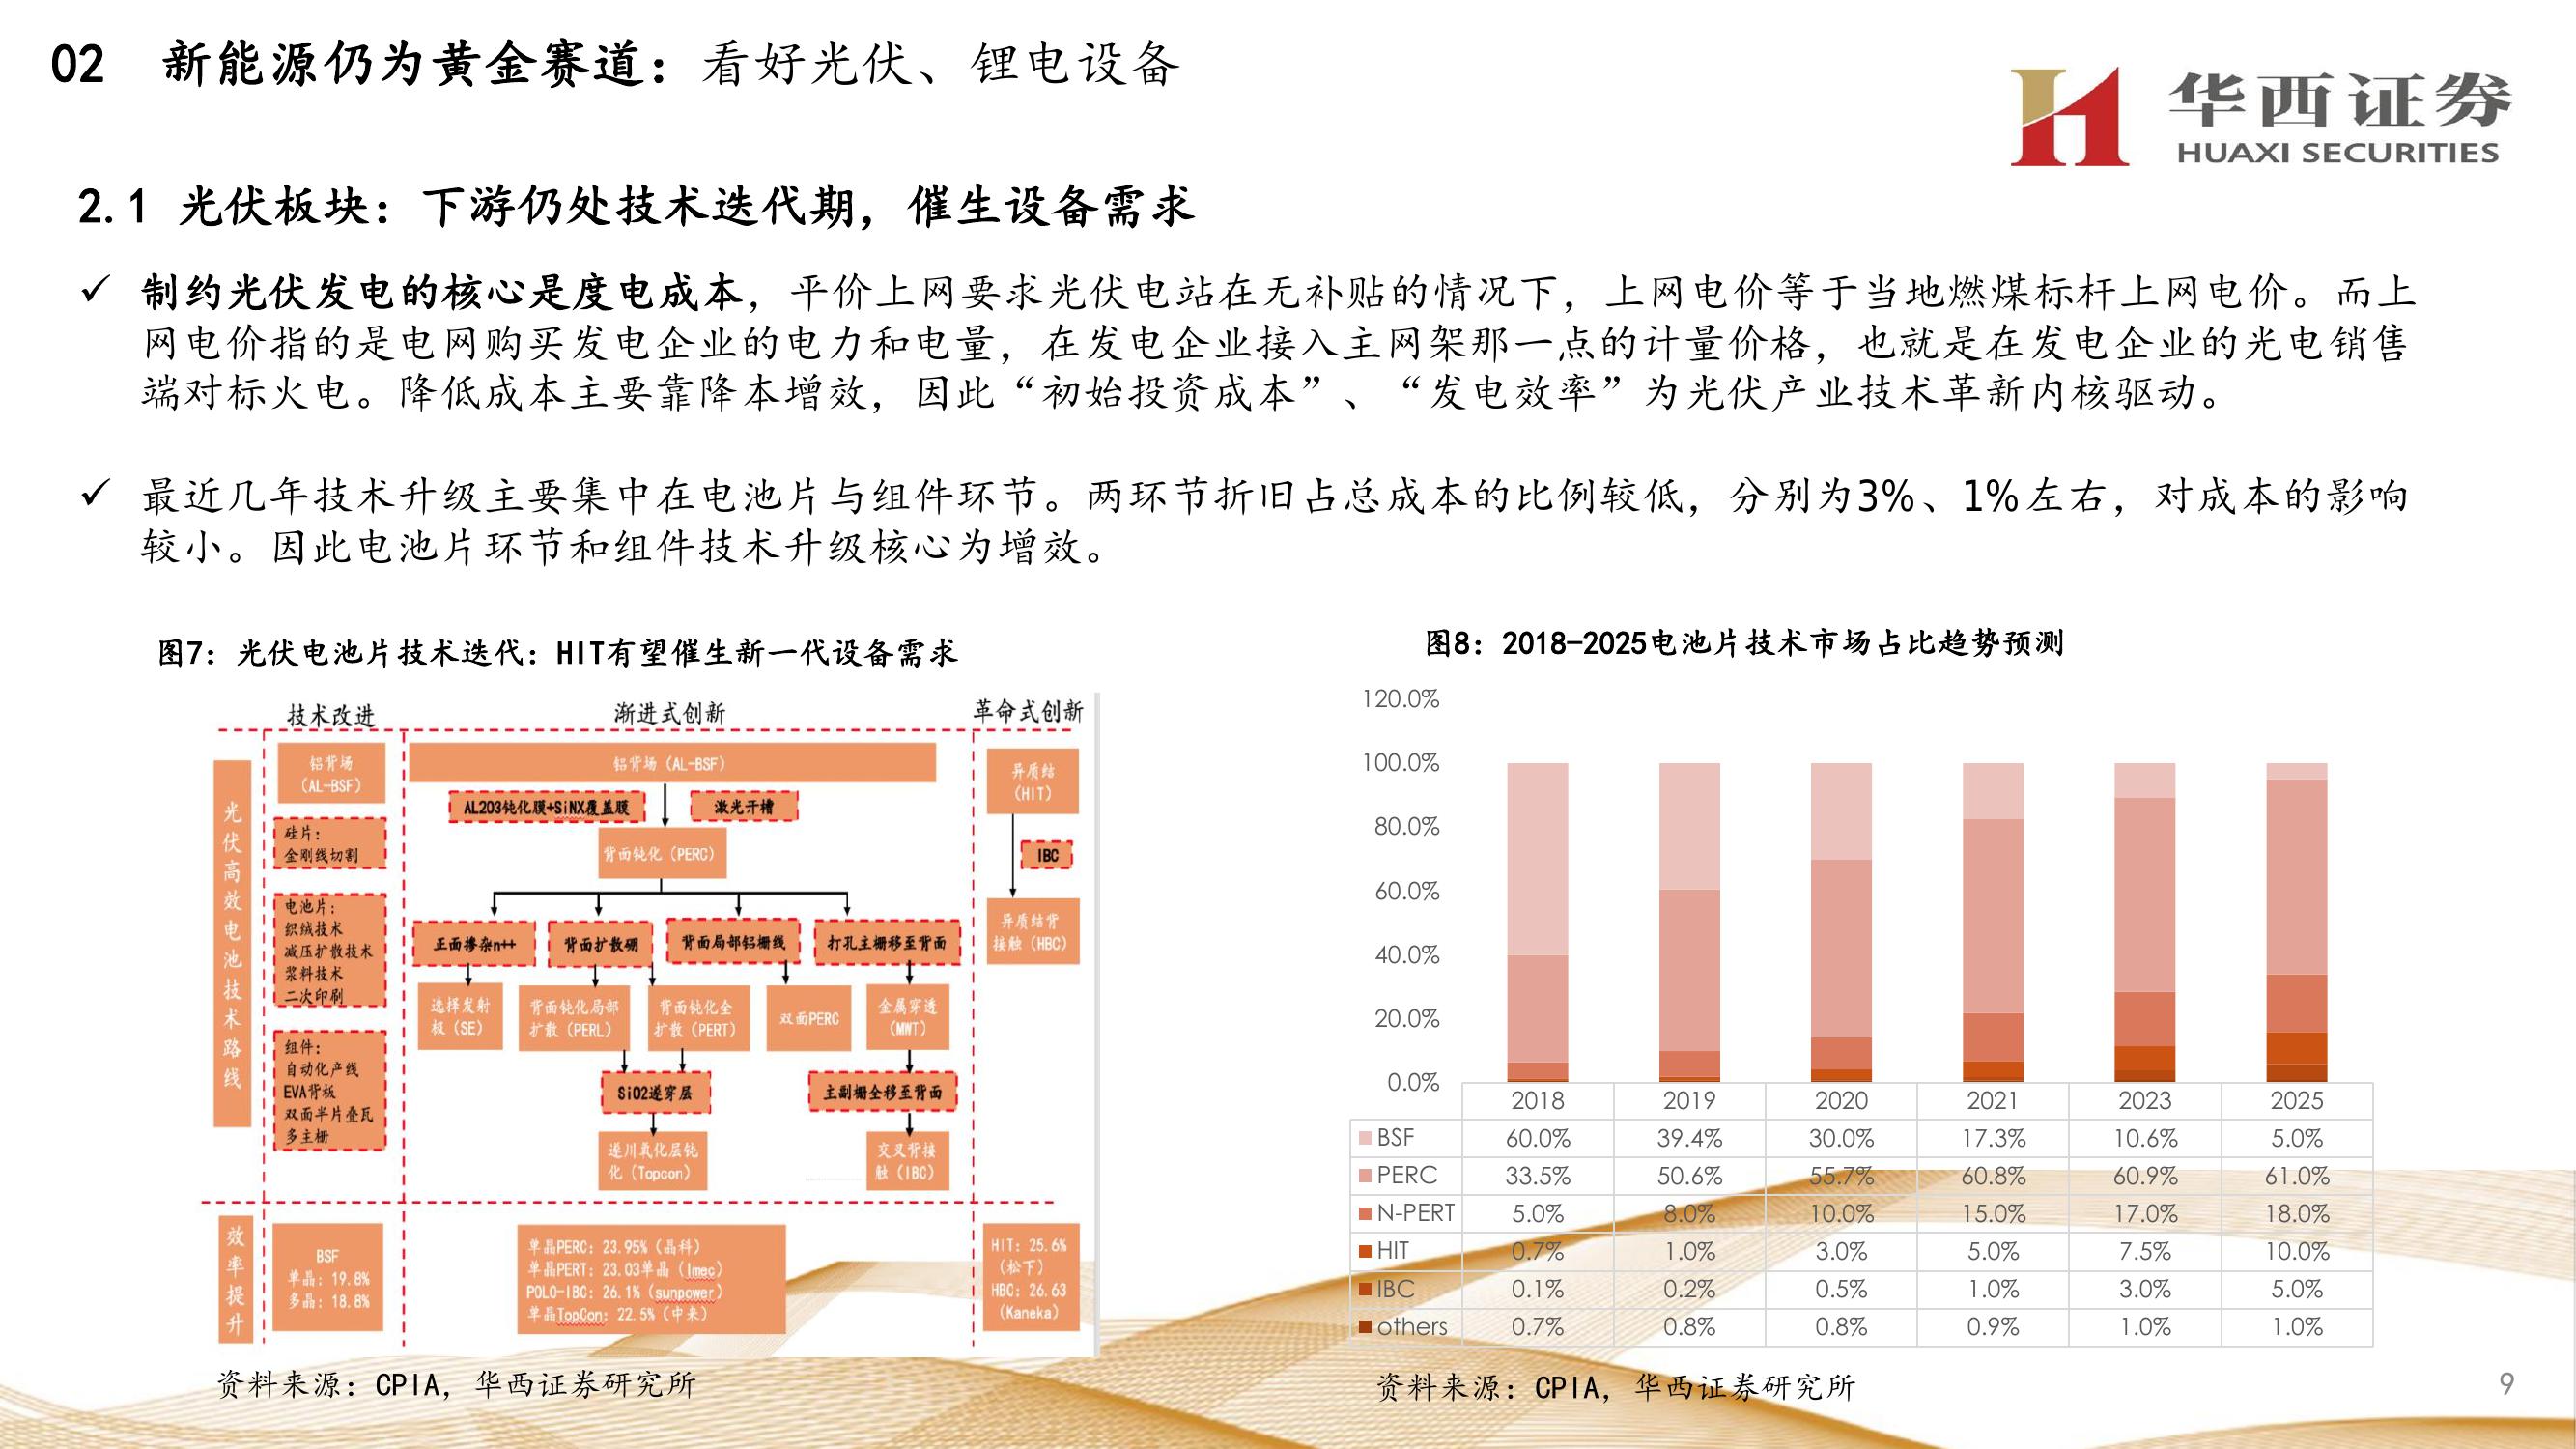 02 新能源仍为黄金赛道：看好光伏、锂电设备
华西证券
HUAXI SECURITIES
2.1 光伏板块：下游仍处技术迭代期，催生设备需求
✓ 制约光伏发电的核心是度电成本，平价上网要求光伏电站在无补贴的情况下，上网电价等于当地燃煤标杆上网电价。而上
网电价指的是电网购买发电企业的电力和电量，在发电企业接入主网架那一点的计量价格，也就是在发电企业的光电销售
端对标火电。降低成本主要靠降本增效，因此“初始投资成本”、“发电效率”为光伏产业技术革新内核驱动。
✓ 最近几年技术升级主要集中在电池片与组件环节。两环节折旧占总成本的比例较低，分别为3%、1%左右，对成本的影响
较小。因此电池片环节和组件技术升级核心为增效。
图7：光伏电池片技术迭代：HIT有望催生新一代设备需求
技术改进
渐进式创新
革命式创新
光伏高效电池技术路线
铝背场
（AL-BSF）
硅片：
金刚线切割
电池片：
织绒技术
减压扩散技术
浆料技术
二次印刷
组件：
自动化产线
EVA背板
双面半片叠瓦
多主栅
铝背场（AL-BSF）
AL2O3钝化膜+SiNX覆盖膜
激光开槽
背面钝化（PERC）
正面掺杂n++
背面扩散硼
背面局部铝栅线
打孔主栅移至背面
选择发射
极（SE）
背面钝化局部
扩散（PERL）
背面钝化全
扩散（PERT）
双面PERC
金属穿透
（MWT）
SiO2遂穿层
主副栅全移至背面
遂川氧化层钝
化（Topcon）
交叉背接
触（IBC）
异质结
（HIT）
IBC
异质结背
接触（HBC）
效率提升
BSF
单晶：19.8%
多晶：18.8%
单晶PERC：23.95%（晶科）
单晶PERT：23.03单晶（Imec）
POLO-IBC：26.1%（sunpower）
单晶TopCon：22.5%（中来）
HIT：25.6%
（松下）
HBC：26.63
（Kaneka）
资料来源：CPIA，华西证券研究所
图8：2018-2025电池片技术市场占比趋势预测
120.0%
100.0%
80.0%
60.0%
40.0%
20.0%
0.0%
2018 2019 2020 2021 2023 2025
BSF 60.0% 39.4% 30.0% 17.3% 10.6% 5.0%
PERC 33.5% 50.6% 55.7% 60.8% 60.9% 61.0%
N-PERT 5.0% 8.0% 10.0% 15.0% 17.0% 18.0%
HIT 0.7% 1.0% 3.0% 5.0% 7.5% 10.0%
IBC 0.1% 0.2% 0.5% 1.0% 3.0% 5.0%
others 0.7% 0.8% 0.8% 0.9% 1.0% 1.0%
资料来源：CPIA，华西证券研究所
9